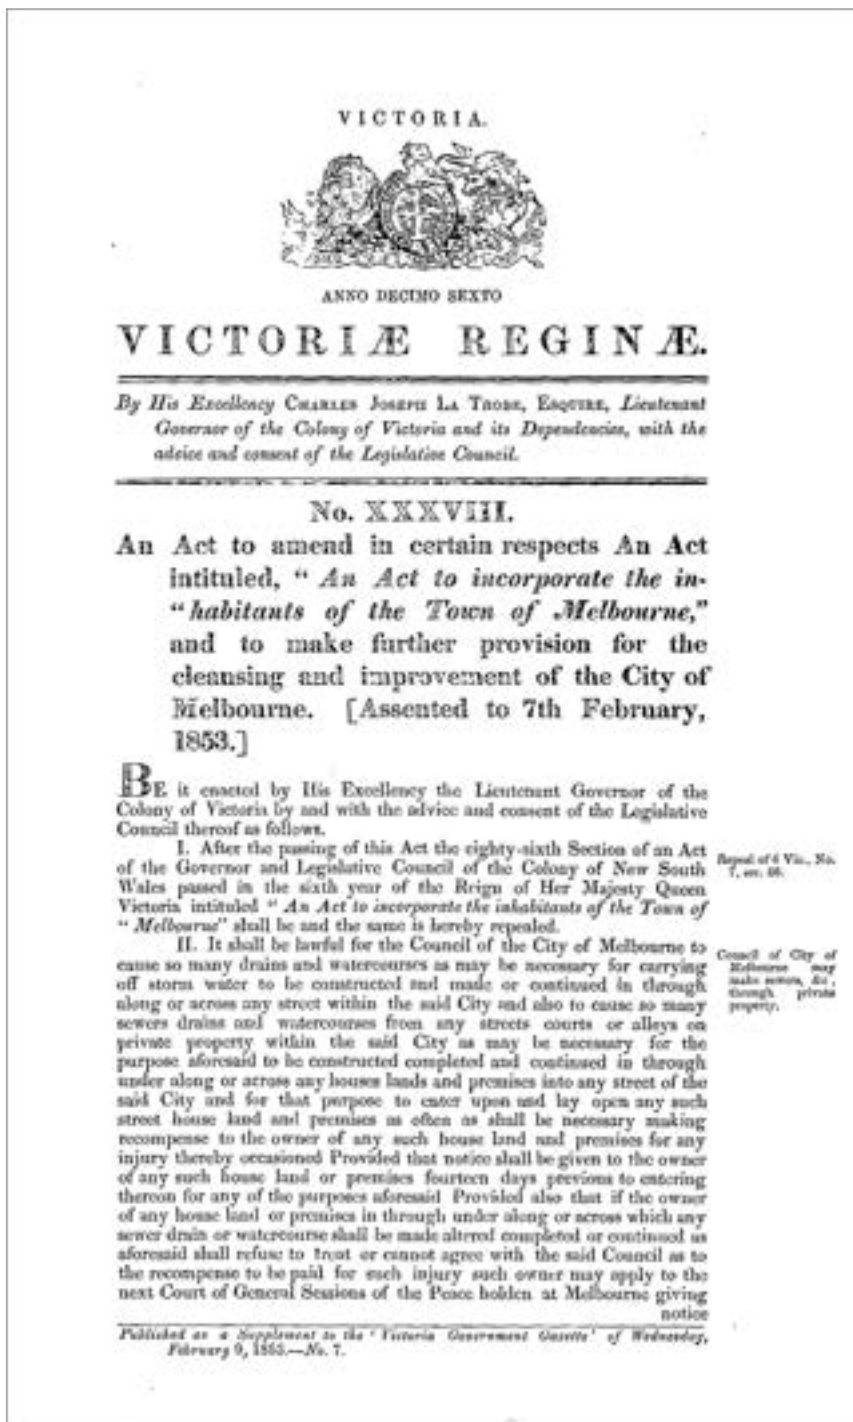 VICTORIA.
ANNO DECIMO SEXTO
VICTORIÆ REGINÆ.
By His Excellency CHARLES JOSEPH LA TROBE, ESQUIRE, Lieutenant
Governor of the Colony of Victoria and its Dependencies, with the
advice and consent of the Legislative Council.
No. XXXVIII.
An Act to amend in certain respects An Act
intituled, "An Act to incorporate the in-
"habitants of the Town of Melbourne,"
and to make further provision for the
cleansing and improvement of the City of
Melbourne. [Assented to 7th February,
1853.]
BE it enacted by His Excellency the Lieutenant Governor of the
Colony of Victoria by and with the advice and consent of the Legislative
Council thereof as follows.
I. After the passing of this Act the eighty-sixth Section of an Act
of the Governor and Legislative Council of the Colony of New South
Wales passed in the sixth year of the Reign of Her Majesty Queen
Victoria intituled "An Act to incorporate the inhabitants of the Town of
"Melbourne" shall be and the same is hereby repealed.
Repeal of 6 Vic., No.
7, sec. 86.
II. It shall be lawful for the Council of the City of Melbourne to
cause so many drains and watercourses as may be necessary for carrying
off storm water to be constructed and made or continued in through
along or across any street within the said City and also to cause so many
sewers drains and watercourses from any streets courts or alleys on
private property within the said City as may be necessary for the
purpose aforesaid to be constructed completed and continued in through
under along or across any houses lands and premises into any street of the
said City and for that purpose to enter upon and lay open any such
street house land and premises as often as shall be necessary making
recompense to the owner of any such house land and premises for any
injury thereby occasioned Provided that notice shall be given to the owner
of any such house land or premises fourteen days previous to entering
thereon for any of the purposes aforesaid Provided also that if the owner
of any house land or premises in through under along or across which any
sewer drain or watercourse shall be made altered completed or continued as
aforesaid shall refuse to treat or cannot agree with the said Council as to
the recompense to be paid for such injury such owner may apply to the
next Court of General Sessions of the Peace holden at Melbourne giving
notice
Council of City of
Melbourne may
make sewers, &c.,
through private
property.
Published as a Supplement to the 'Victoria Government Gazette' of Wednesday,
February 9, 1853.—No. 7.